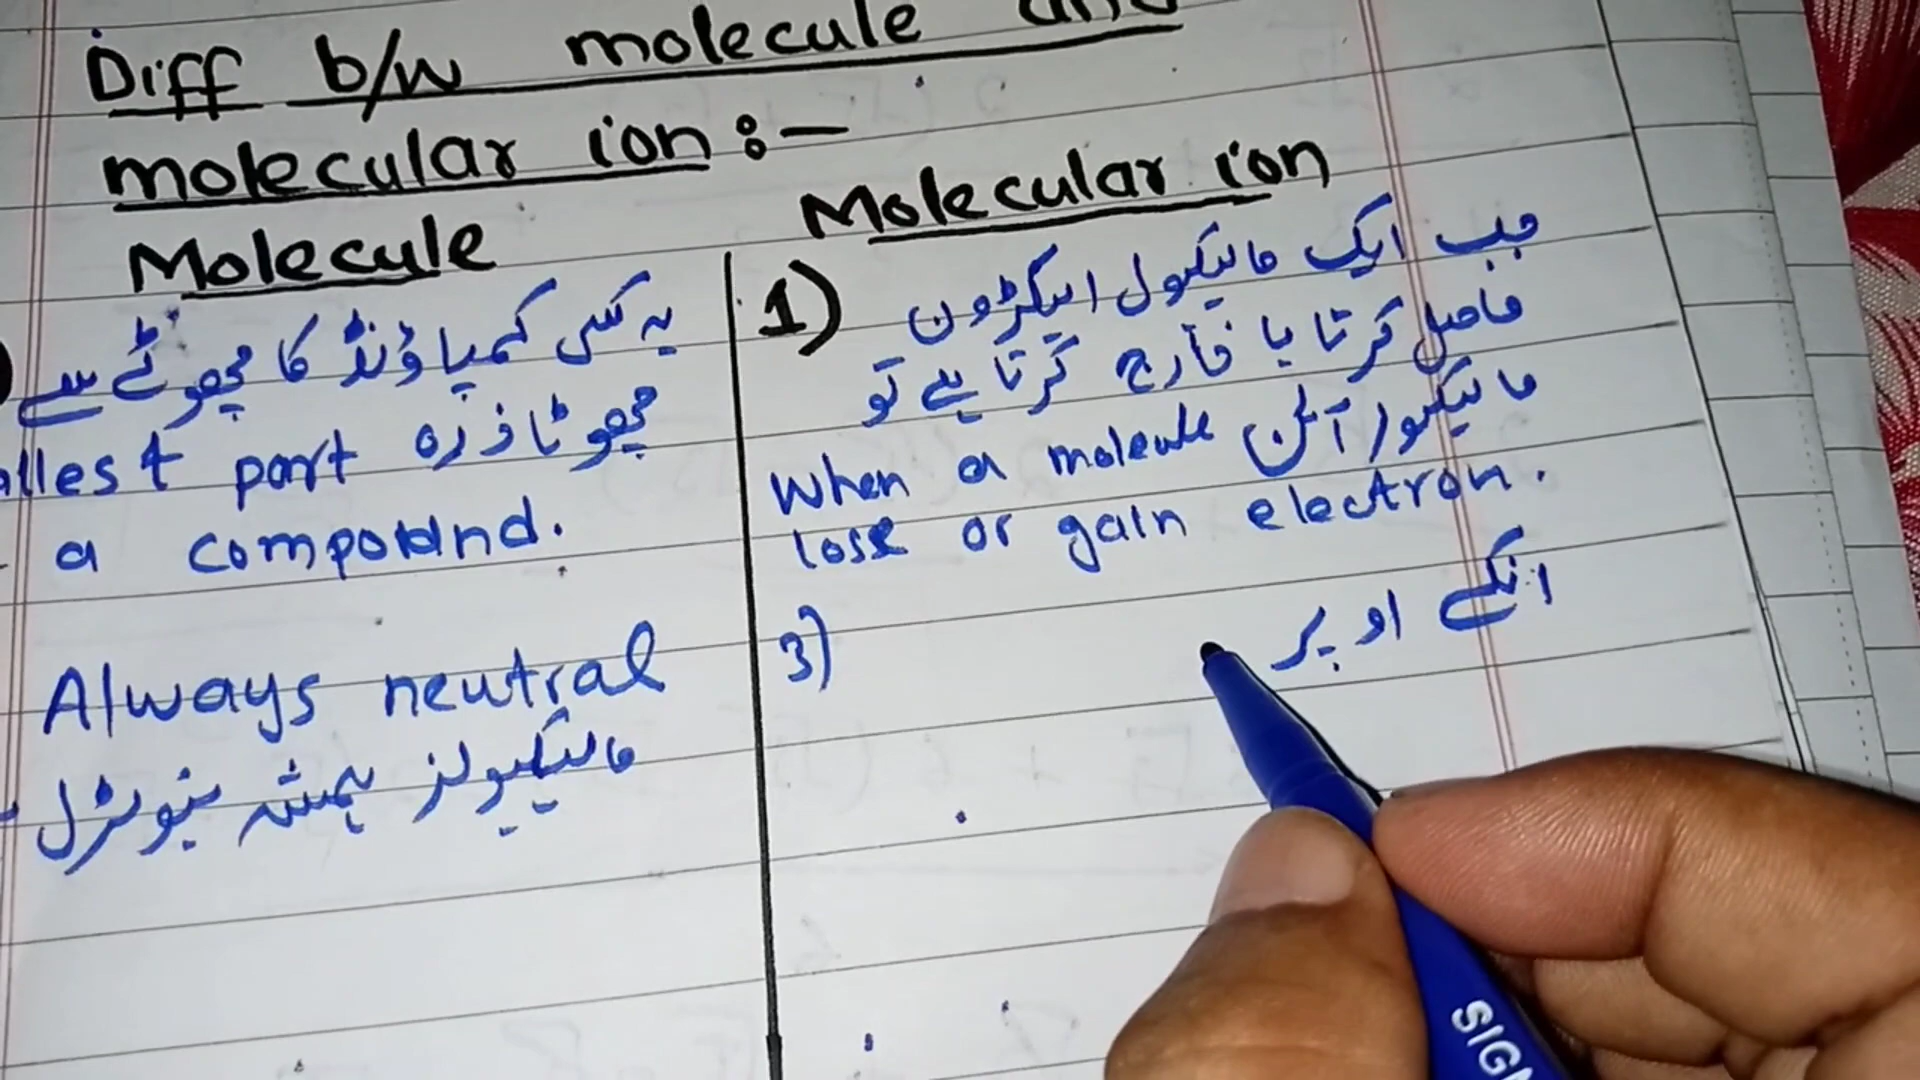 Diff b/w molecule and
molecular ion :-
Molecule
یہ کسی کمپاؤنڈ کا چھوٹے سے
چھوٹا ذرہ
allest part
a compound.
Always neutral
مالیکیولز ہمیشہ نیوٹرل
Molecular ion
1) جب ایک مالیکیول الیکٹرون
حاصل کرتا یا خارج کرتا ہے تو
مالیکیولر آئن
When a molecule
lose or gain electron.
3) انکے اوپر
SIGN